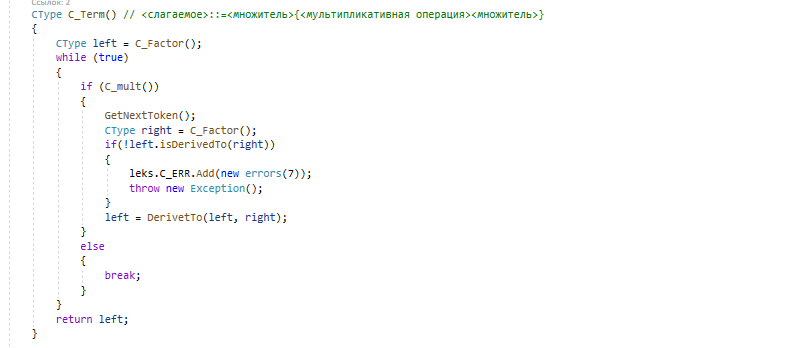 Ссылок: 2
CType C_Term() // <слагаемое>::=<множитель>{<мультипликативная операция><множитель>}
{
CType left = C_Factor();
while (true)
{
if (C_mult())
{
GetNextToken();
CType right = C_Factor();
if(!left.isDerivedTo(right))
{
leks.C_ERR.Add(new errors(7));
throw new Exception();
}
left = DerivetTo(left, right);
}
else
{
break;
}
}
return left;
}